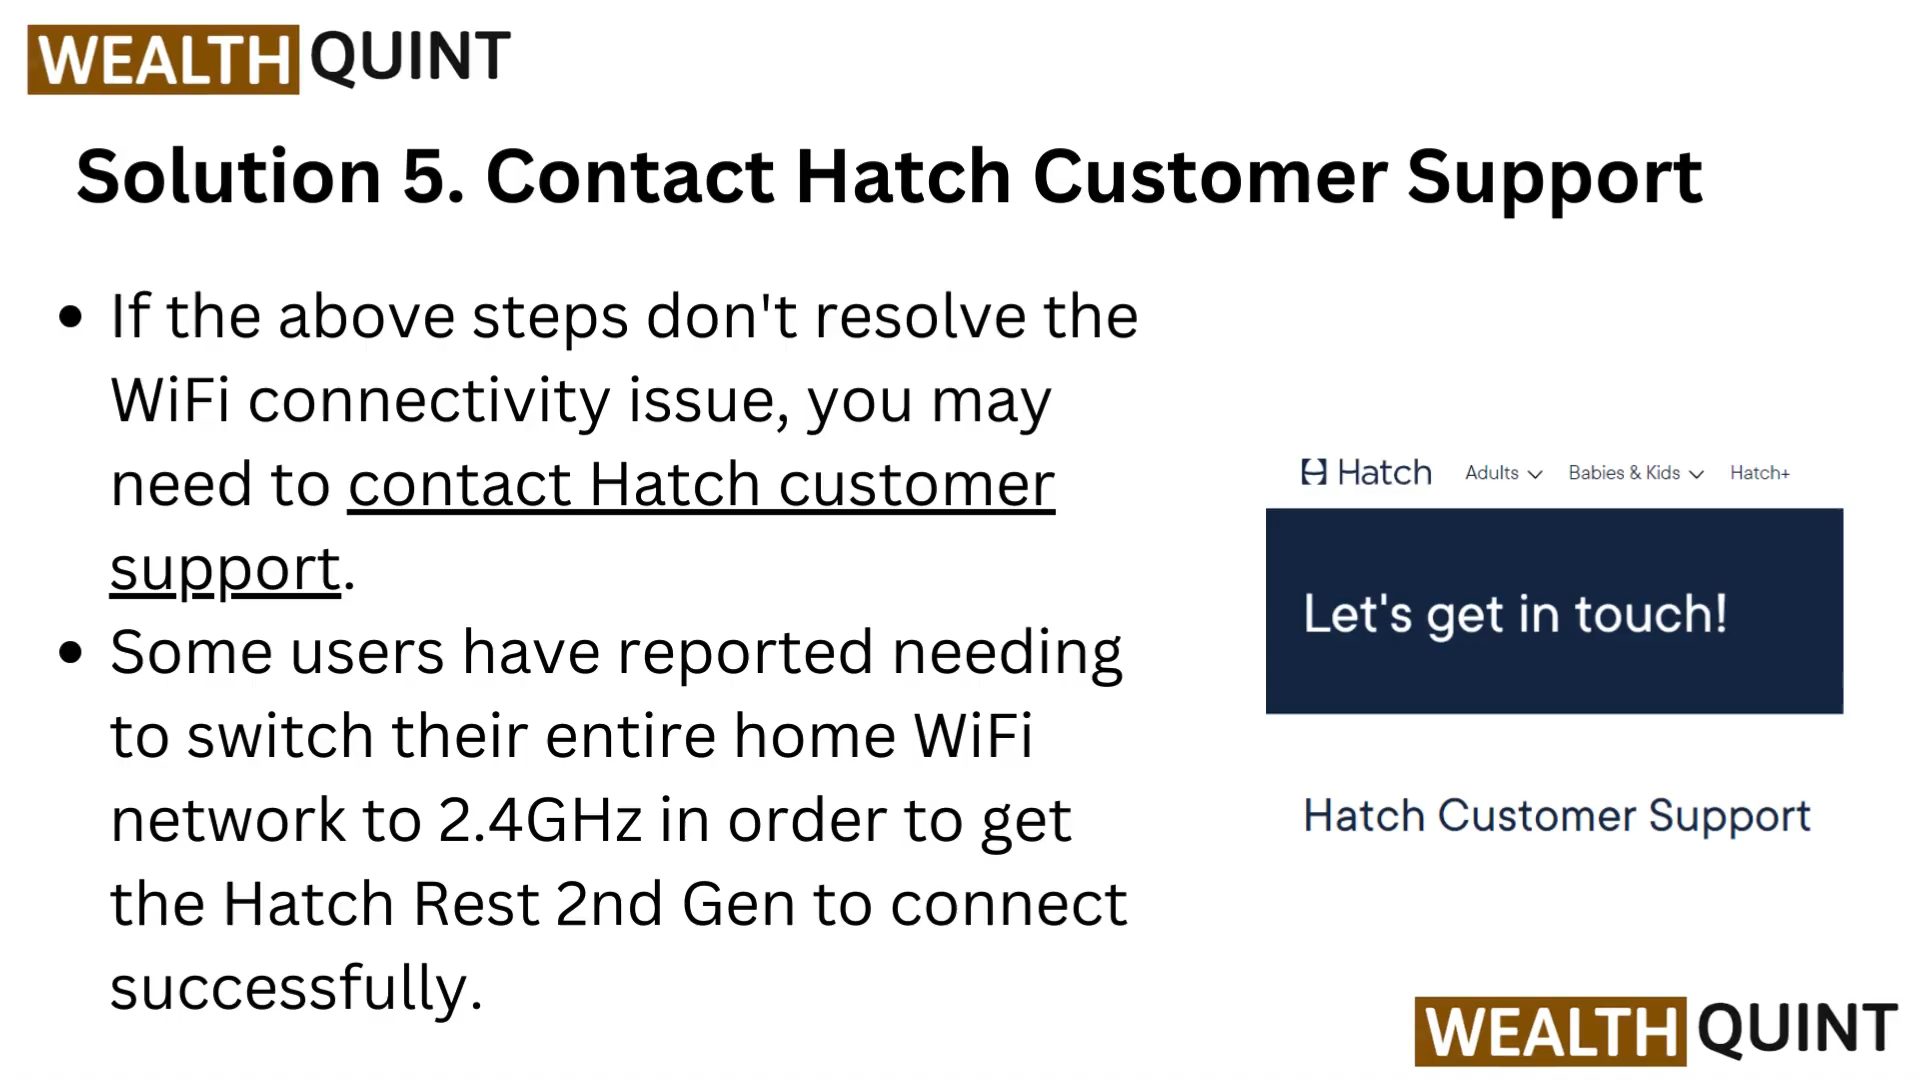 WEALTH QUINT
Solution 5. Contact Hatch Customer Support
• If the above steps don't resolve the
WiFi connectivity issue, you may
need to contact Hatch customer
support.
• Some users have reported needing
to switch their entire home WiFi
network to 2.4GHz in order to get
the Hatch Rest 2nd Gen to connect
successfully.
Hatch Adults Babies & Kids Hatch+
Let's get in touch!
Hatch Customer Support
WEALTH QUINT